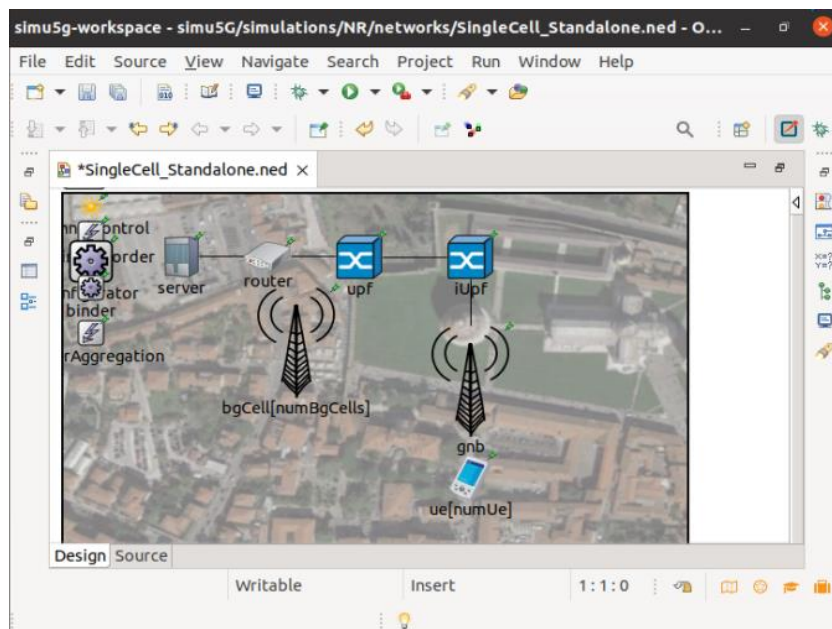 simu5g-workspace - simu5G/simulations/NR/networks/SingleCell_Standalone.ned - O...
File Edit Source View Navigate Search Project Run Window Help
*SingleCell_Standalone.ned
ontrol
order
server
router
upf
iUpf
ator
binder
rAggregation
bgCell[numBgCells]
gnb
ue[numUe]
Design Source
Writable Insert 1:1:0